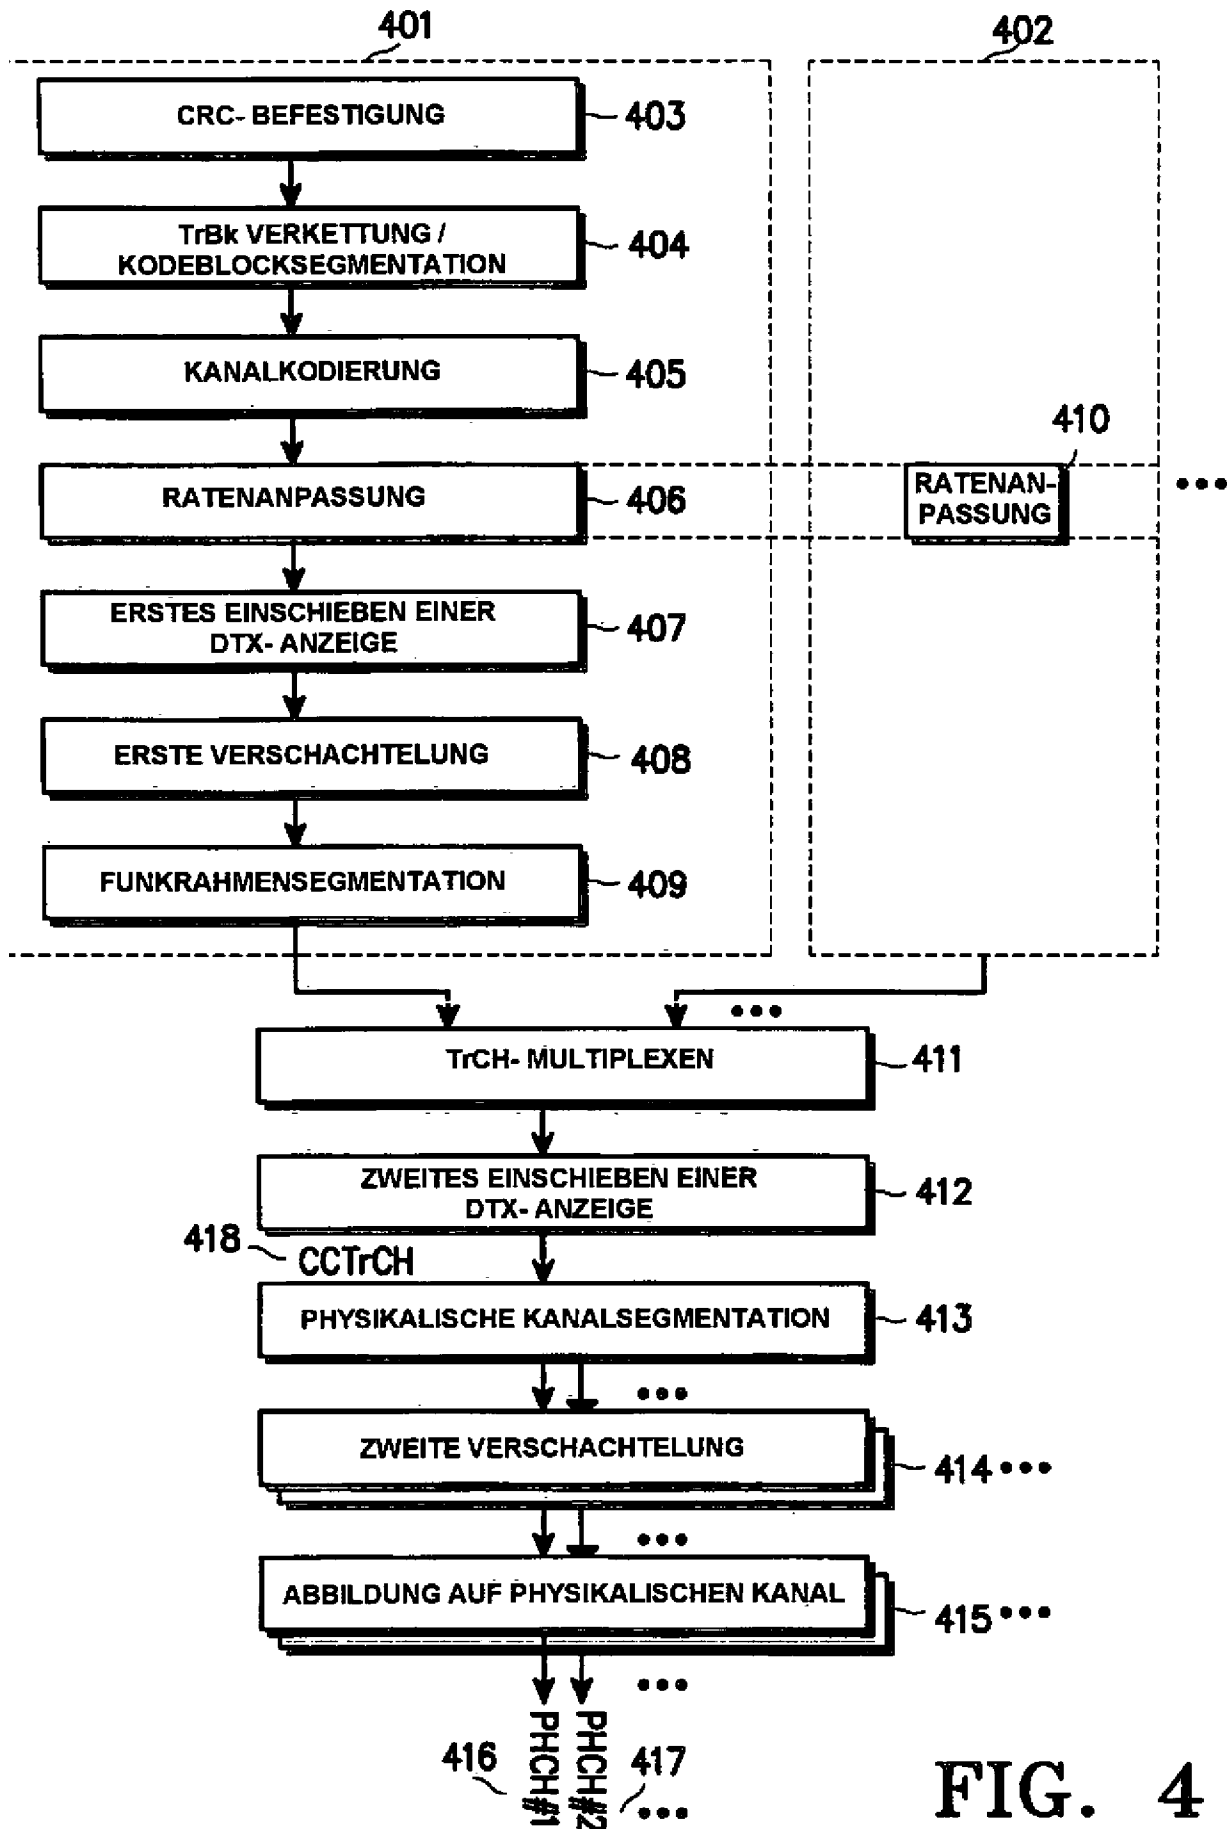 401
402
CRC- BEFESTIGUNG
403
TrBk VERKETTUNG /
KODEBLOCKSEGMENTATION
404
KANALKODIERUNG
405
410
RATENANPASSUNG
406
RATENAN-
PASSUNG
•••
ERSTES EINSCHIEBEN EINER
DTX- ANZEIGE
407
ERSTE VERSCHACHTELUNG
408
FUNKRAHMENSEGMENTATION
409
•••
TrCH- MULTIPLEXEN
411
ZWEITES EINSCHIEBEN EINER
DTX- ANZEIGE
412
418
CCTrCH
PHYSIKALISCHE KANALSEGMENTATION
413
•••
ZWEITE VERSCHACHTELUNG
414 •••
•••
ABBILDUNG AUF PHYSIKALISCHEN KANAL
415 •••
•••
416
PHCH#1
PHCH#2
417
•••
FIG. 4